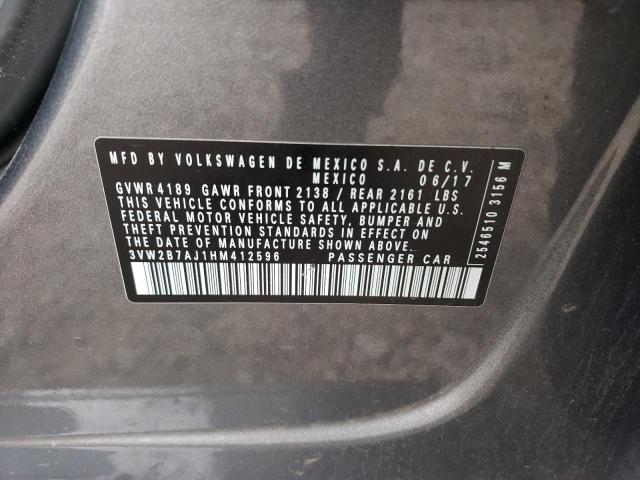 MFD BY VOLKSWAGEN DE MEXICO S.A. DE C.V.
MEXICO 06/17
GVWR 4189 GAWR FRONT 2138 / REAR 2161 LBS
THIS VEHICLE CONFORMS TO ALL APPLICABLE U.S.
FEDERAL MOTOR VEHICLE SAFETY, BUMPER AND
THEFT PREVENTION STANDARDS IN EFFECT ON
THE DATE OF MANUFACTURE SHOWN ABOVE.
3VW2B7AJ1HM412596 PASSENGER CAR
2546510 3156 M